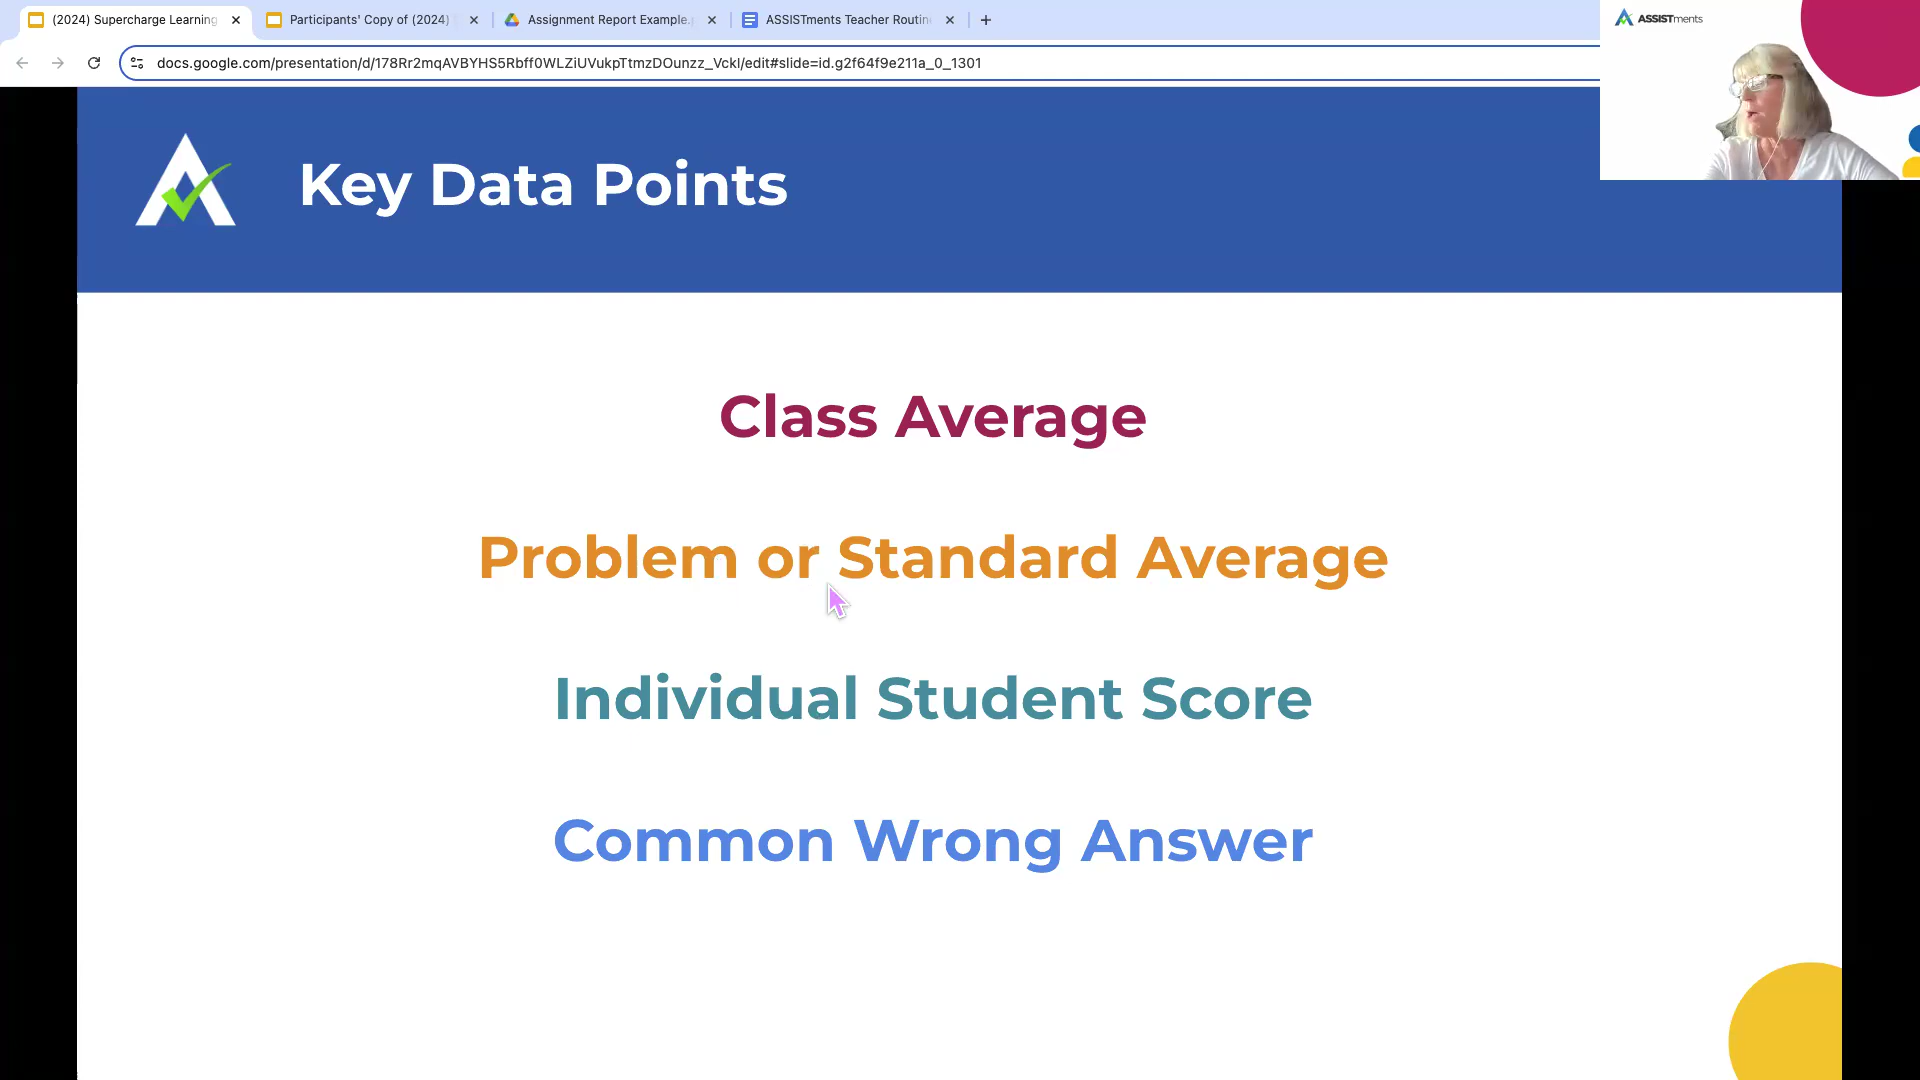 (2024) Supercharge Learning
Participants' Copy of (2024)
Assignment Report Example.
ASSISTments Teacher Routin
docs.google.com/presentation/d/178Rr2mqAVBYHS5Rbff0WLZiUVukpTtmzDOunzz_VckI/edit#slide=id.g2f64f9e211a_0_1301
ASSISTments
Key Data Points
Class Average
Problem or Standard Average
Individual Student Score
Common Wrong Answer